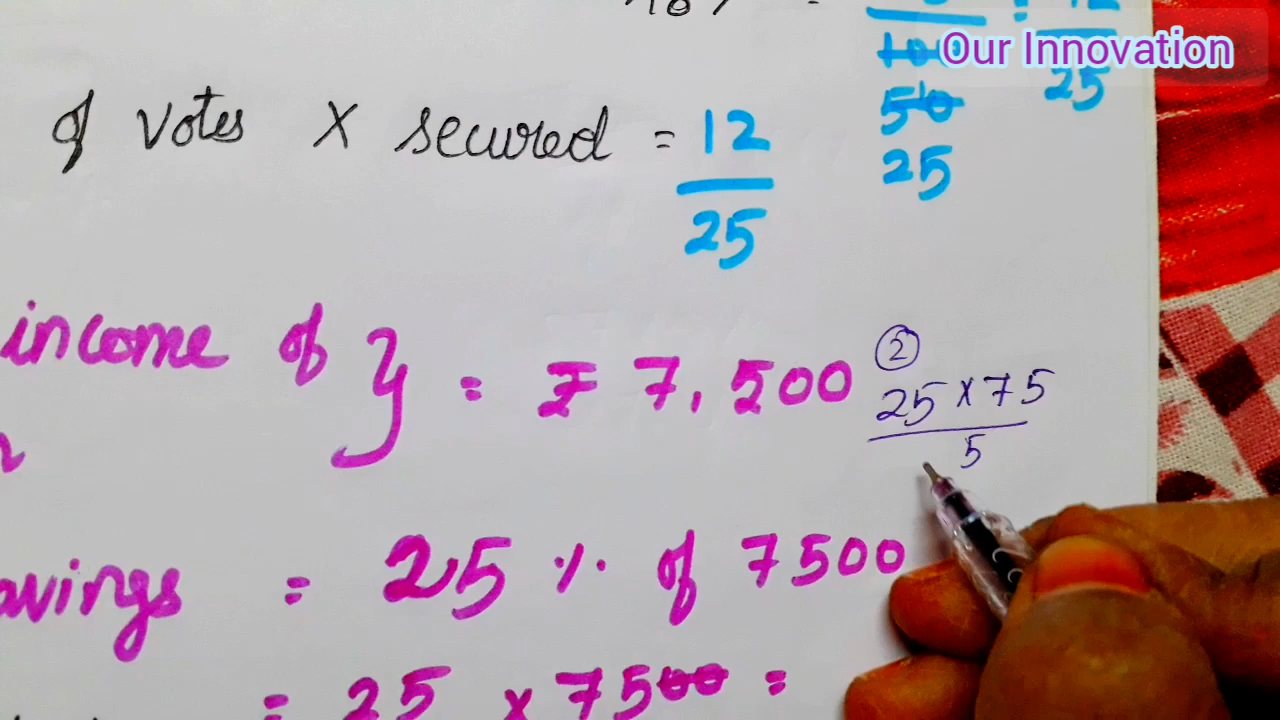 Our Innovation
of votes X secured = 12/25
100
50
25
25
income of } = ₹ 7,500
②
25 x 75
5
= 25 % of 7500
= 25 x 7500 =